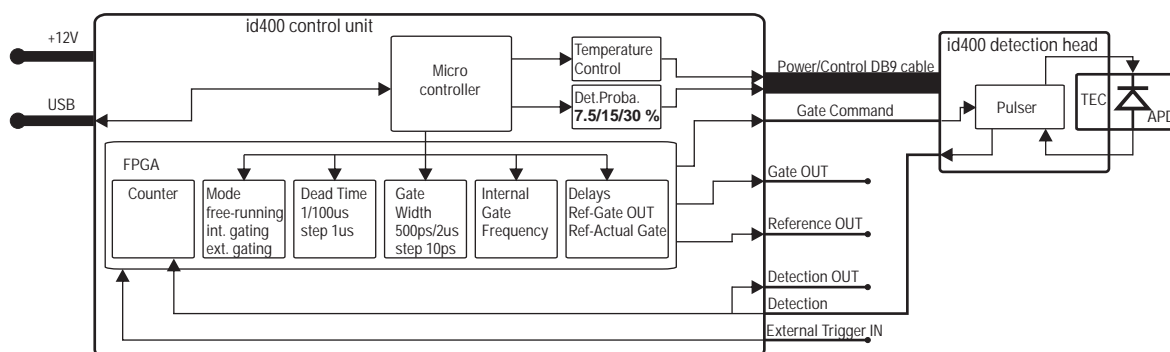 id400 control unit
+12V
USB
Micro
controller
Temperature
Control
Det.Proba.
7.5/15/30 %
Power/Control DB9 cable
id400 detection head
Pulser
TEC
APD
Gate Command
FPGA
Counter
Mode
free-running
int. gating
ext. gating
Dead Time
1/100us
step 1us
Gate
Width
500ps/2us
step 10ps
Internal
Gate
Frequency
Delays
Ref-Gate OUT
Ref-Actual Gate
Gate OUT
Reference OUT
Detection OUT
Detection
External Trigger IN